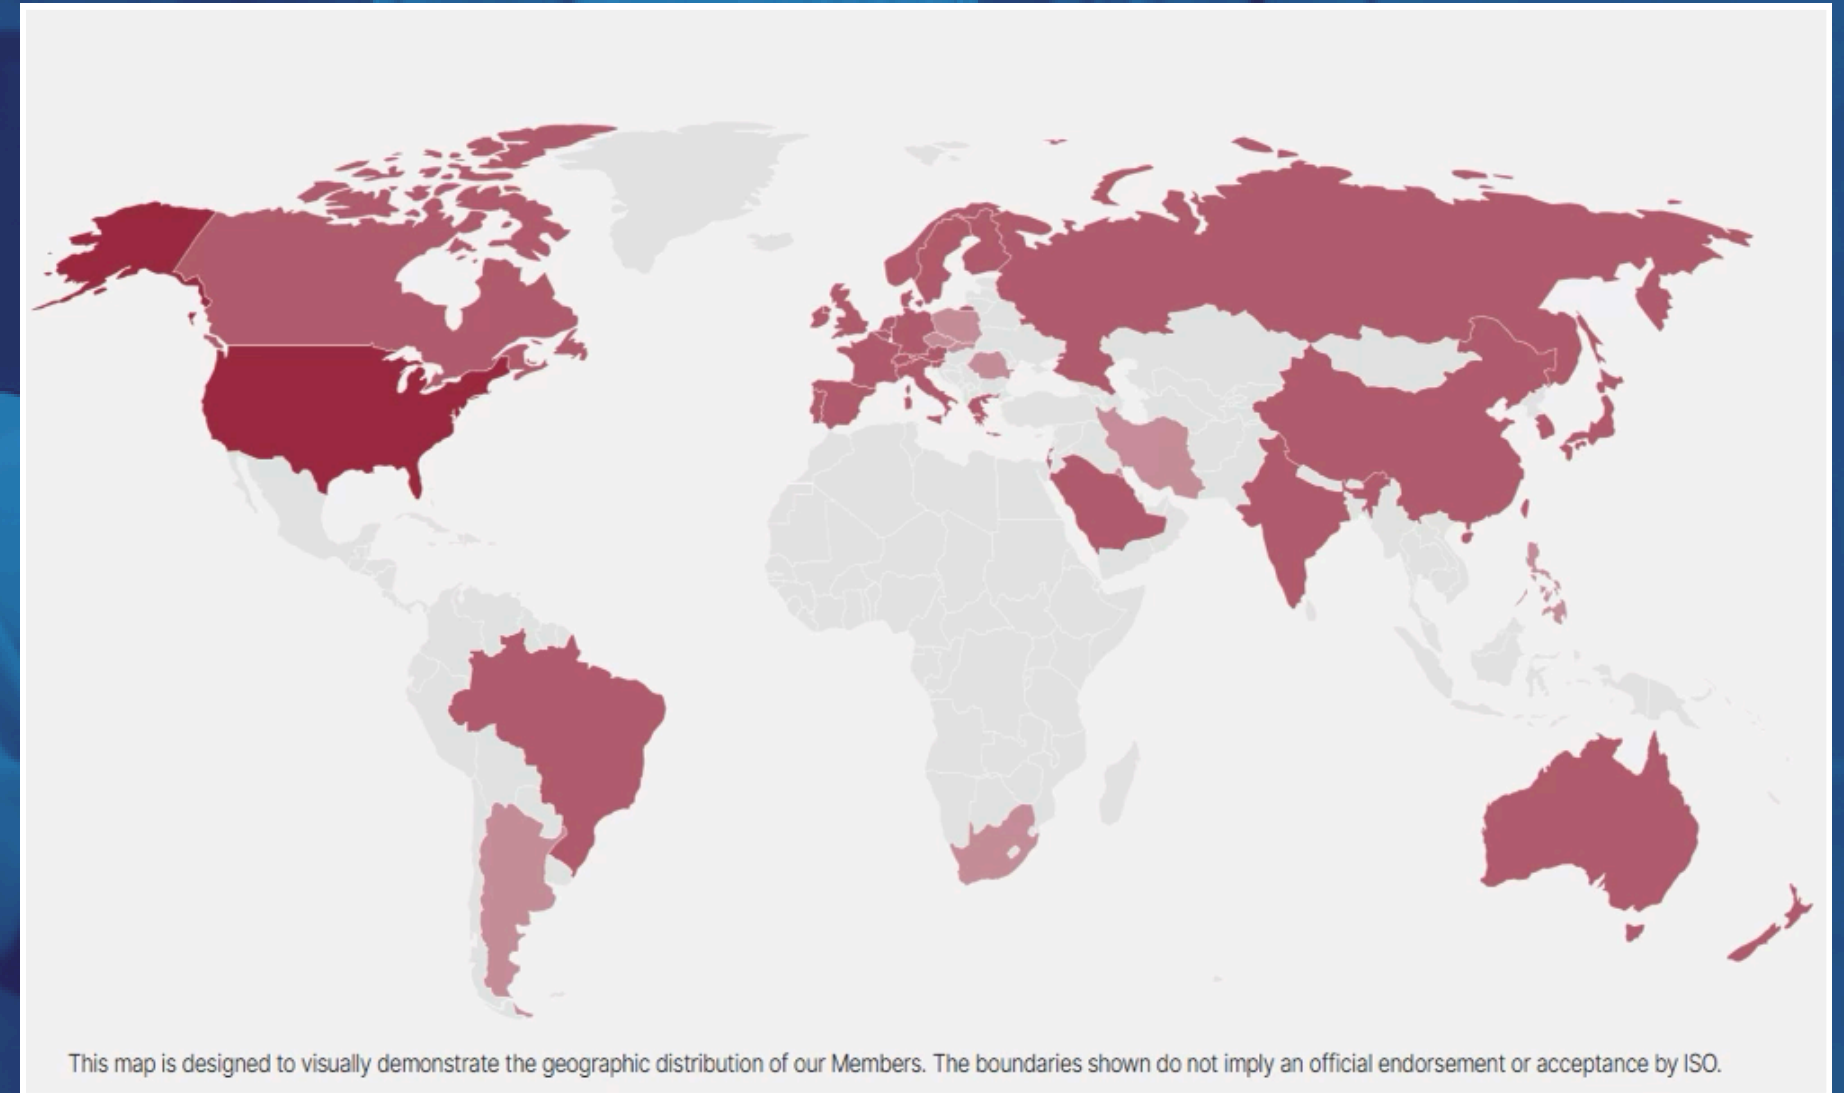 This map is designed to visually demonstrate the geographic distribution of our Members. The boundaries shown do not imply an official endorsement or acceptance by ISO.